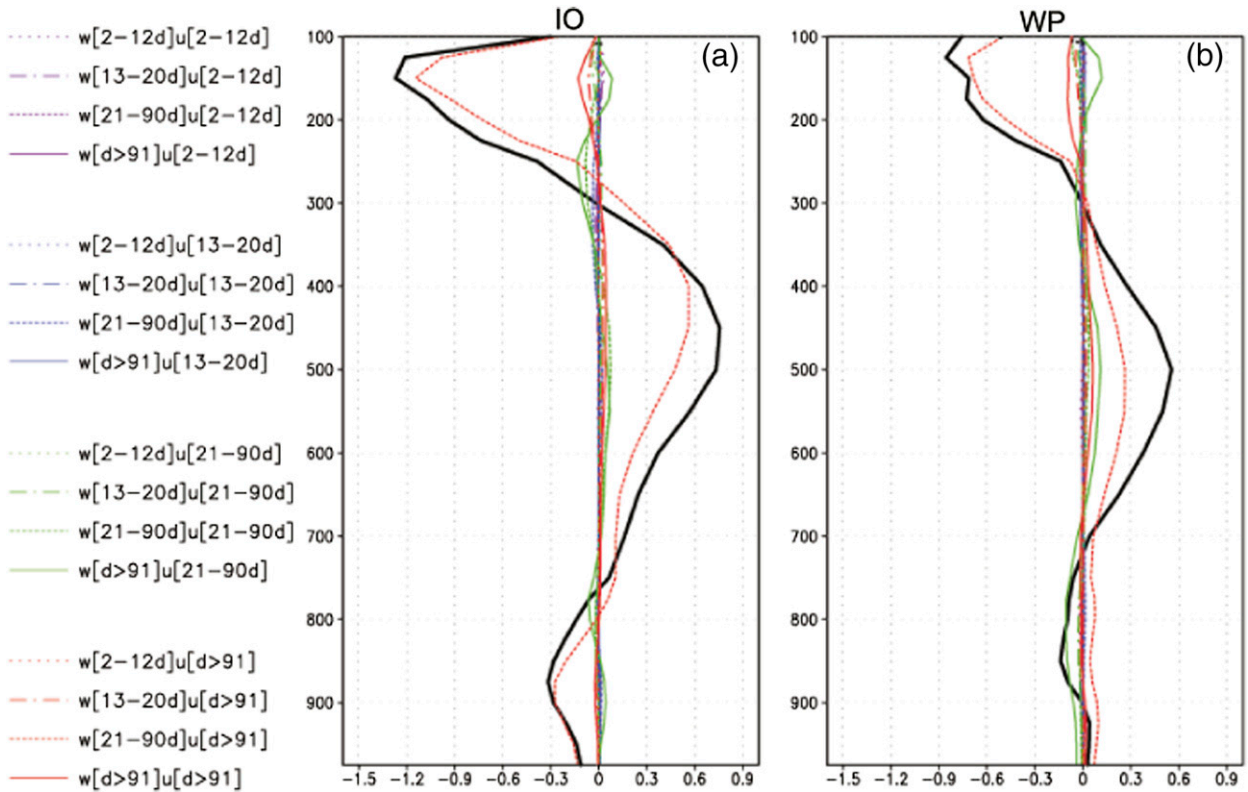 IO
WP
w[2-12d]u[2-12d]
w[13-20d]u[2-12d]
w[21-90d]u[2-12d]
w[d>91]u[2-12d]
w[2-12d]u[13-20d]
w[13-20d]u[13-20d]
w[21-90d]u[13-20d]
w[d>91]u[13-20d]
w[2-12d]u[21-90d]
w[13-20d]u[21-90d]
w[21-90d]u[21-90d]
w[d>91]u[21-90d]
w[2-12d]u[d>91]
w[13-20d]u[d>91]
w[21-90d]u[d>91]
w[d>91]u[d>91]
(a)
100
200
300
400
500
600
700
800
900
-1.5 -1.2 -0.9 -0.6 -0.3 0 0.3 0.6 0.9
(b)
100
200
300
400
500
600
700
800
900
-1.5 -1.2 -0.9 -0.6 -0.3 0 0.3 0.6 0.9